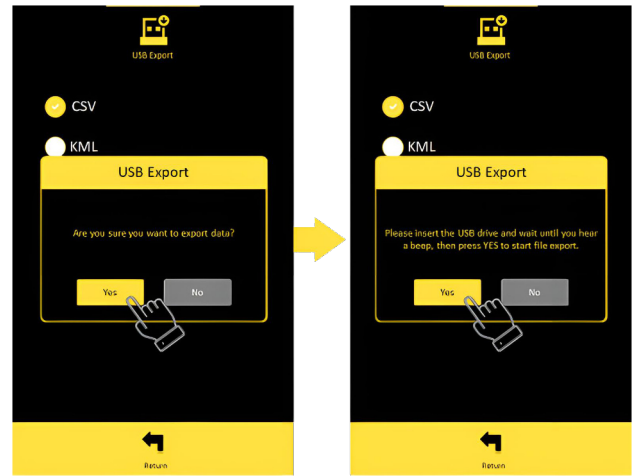 USB Export
CSV
KML
USB Export
Are you sure you want to export data?
Yes
No
Return
USB Export
CSV
KML
USB Export
Please insert the USB drive and wait until you hear
a beep, then press YES to start file export.
Yes
No
Return